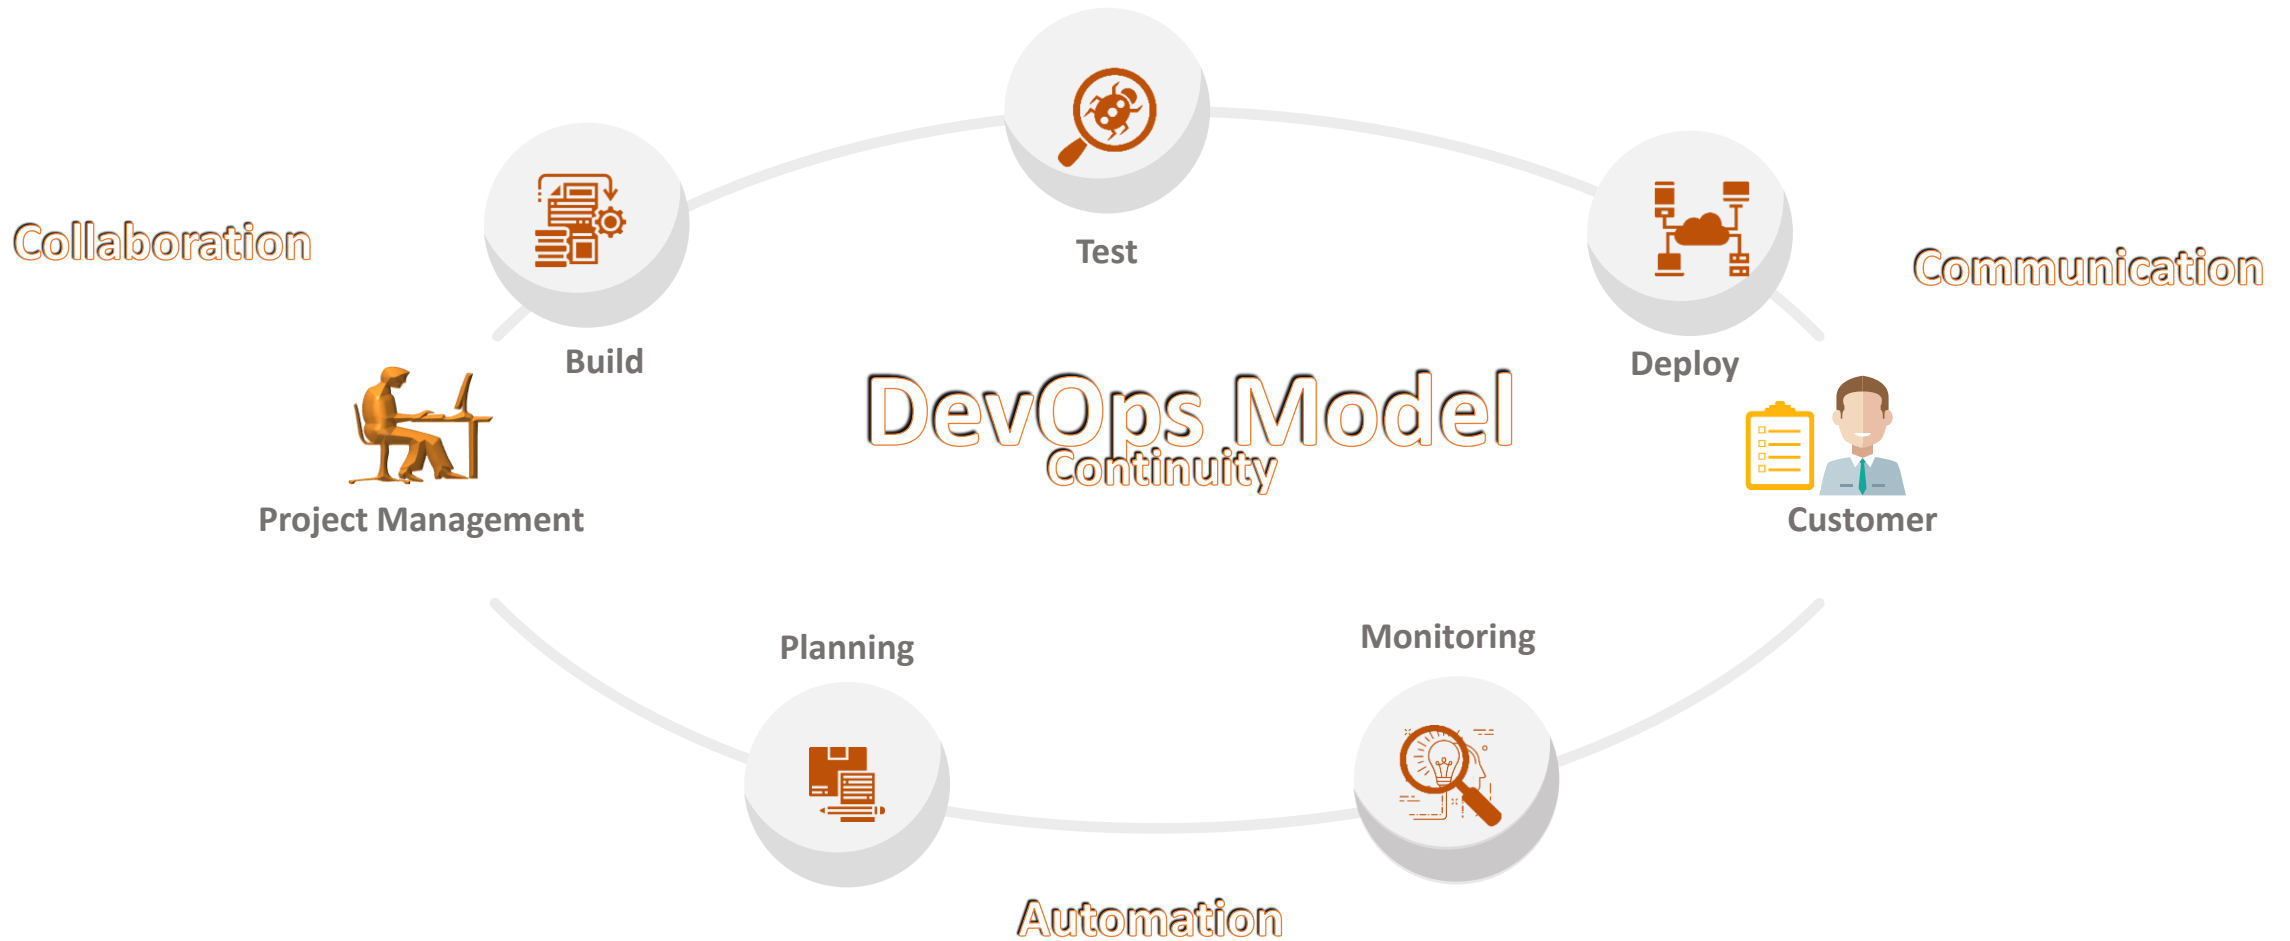 Test
Collaboration
Communication
Build
Deploy
DevOps Model
Continuity
Project Management
Customer
Planning
Monitoring
Automation